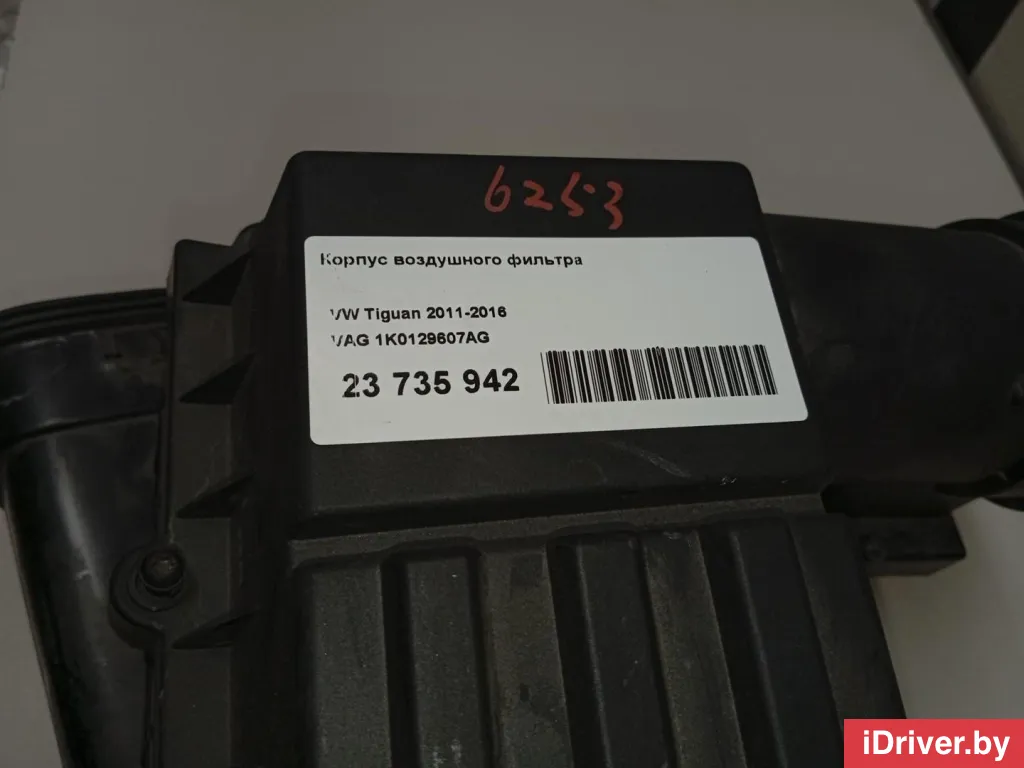 6253
Корпус воздушного фильтра
VW Tiguan 2011-2016
VAG 1K0129607AG
23 735 942
iDriver.by